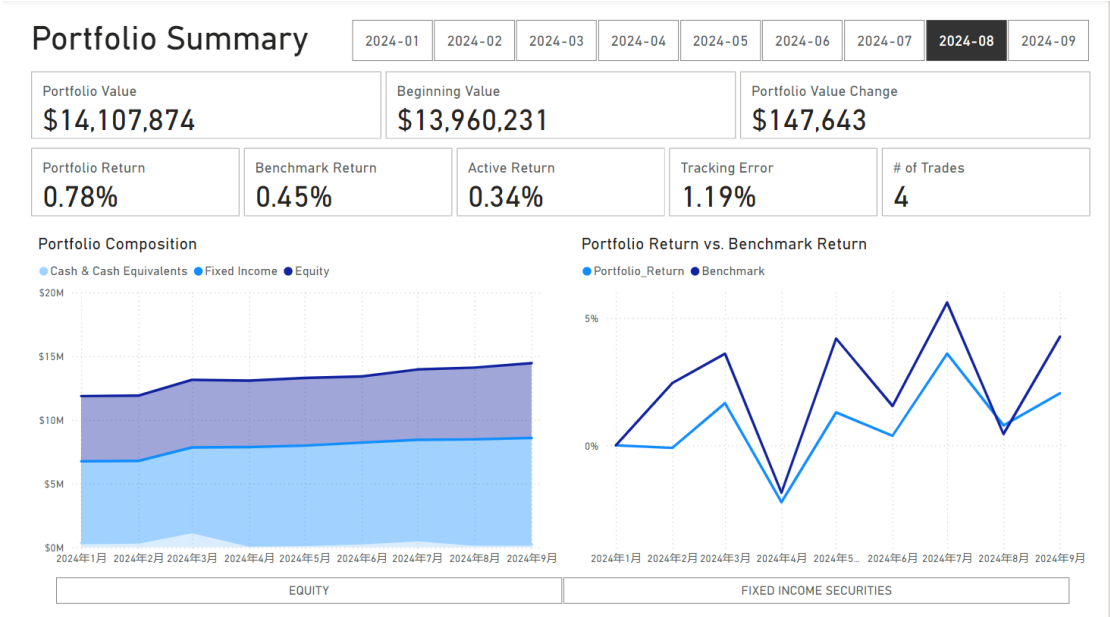 Portfolio Summary
2024-01 2024-02 2024-03 2024-04 2024-05 2024-06 2024-07 2024-08 2024-09
Portfolio Value
$14,107,874
Beginning Value
$13,960,231
Portfolio Value Change
$147,643
Portfolio Return
0.78%
Benchmark Return
0.45%
Active Return
0.34%
Tracking Error
1.19%
# of Trades
4
Portfolio Composition
Cash & Cash Equivalents Fixed Income Equity
$20M
$15M
$10M
$5M
$0M
2024年1月 2024年2月 2024年3月 2024年4月 2024年5月 2024年6月 2024年7月 2024年8月 2024年9月
Portfolio Return vs. Benchmark Return
Portfolio_Return Benchmark
5%
0%
2024年1月 2024年2月 2024年3月 2024年4月 2024年5... 2024年6月 2024年7月 2024年8月 2024年9月
EQUITY
FIXED INCOME SECURITIES